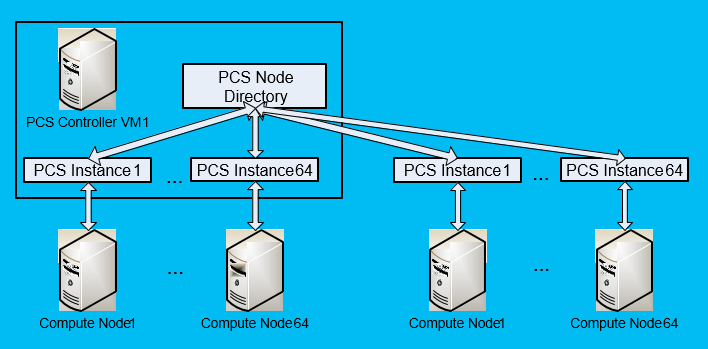 PCS Node
Directory
PCS Controller VM1
PCS Instance1
...
PCS Instance64
PCS Instance1
...
PCS Instance64
...
...
Compute Node1
Compute Node64
Compute Node1
Compute Node64